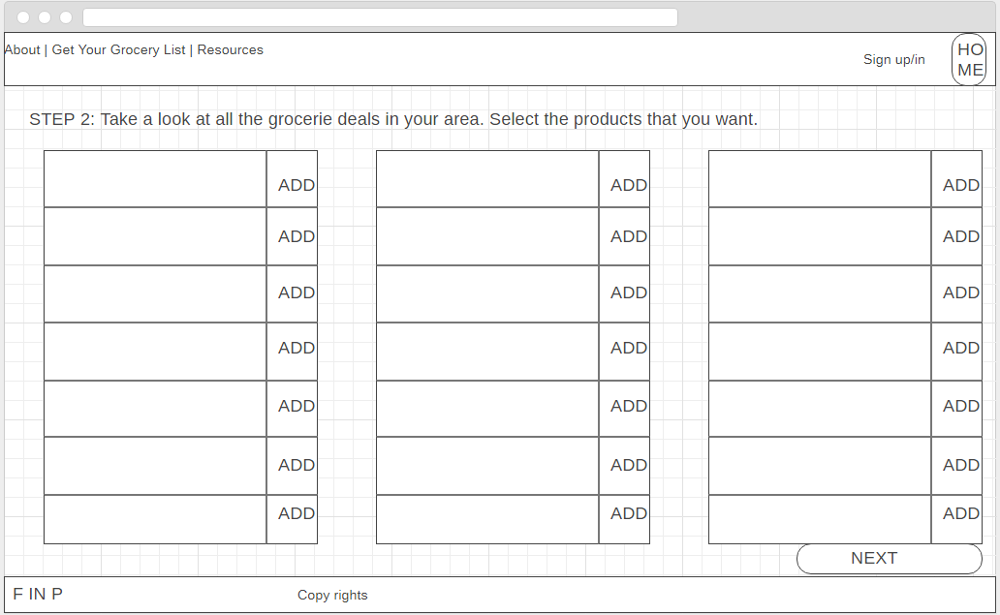 About | Get Your Grocery List | Resources
Sign up/in
HO
ME
STEP 2: Take a look at all the grocerie deals in your area. Select the products that you want.
ADD ADD ADD
ADD ADD ADD
ADD ADD ADD
ADD ADD ADD
ADD ADD ADD
ADD ADD ADD
ADD ADD ADD
NEXT
F IN P
Copy rights